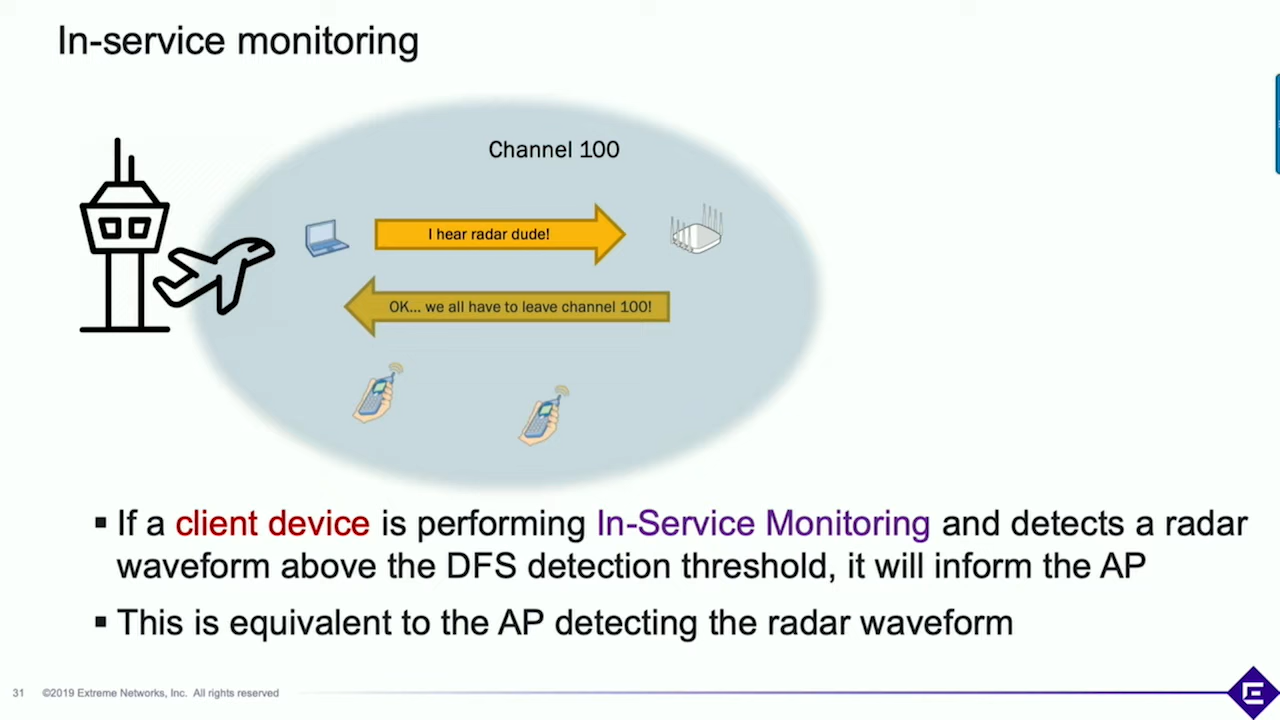 In-service monitoring
Channel 100
I hear radar dude!
OK... we all have to leave channel 100!
▪ If a client device is performing In-Service Monitoring and detects a radar
waveform above the DFS detection threshold, it will inform the AP
▪ This is equivalent to the AP detecting the radar waveform
31 ©2019 Extreme Networks, Inc. All rights reserved